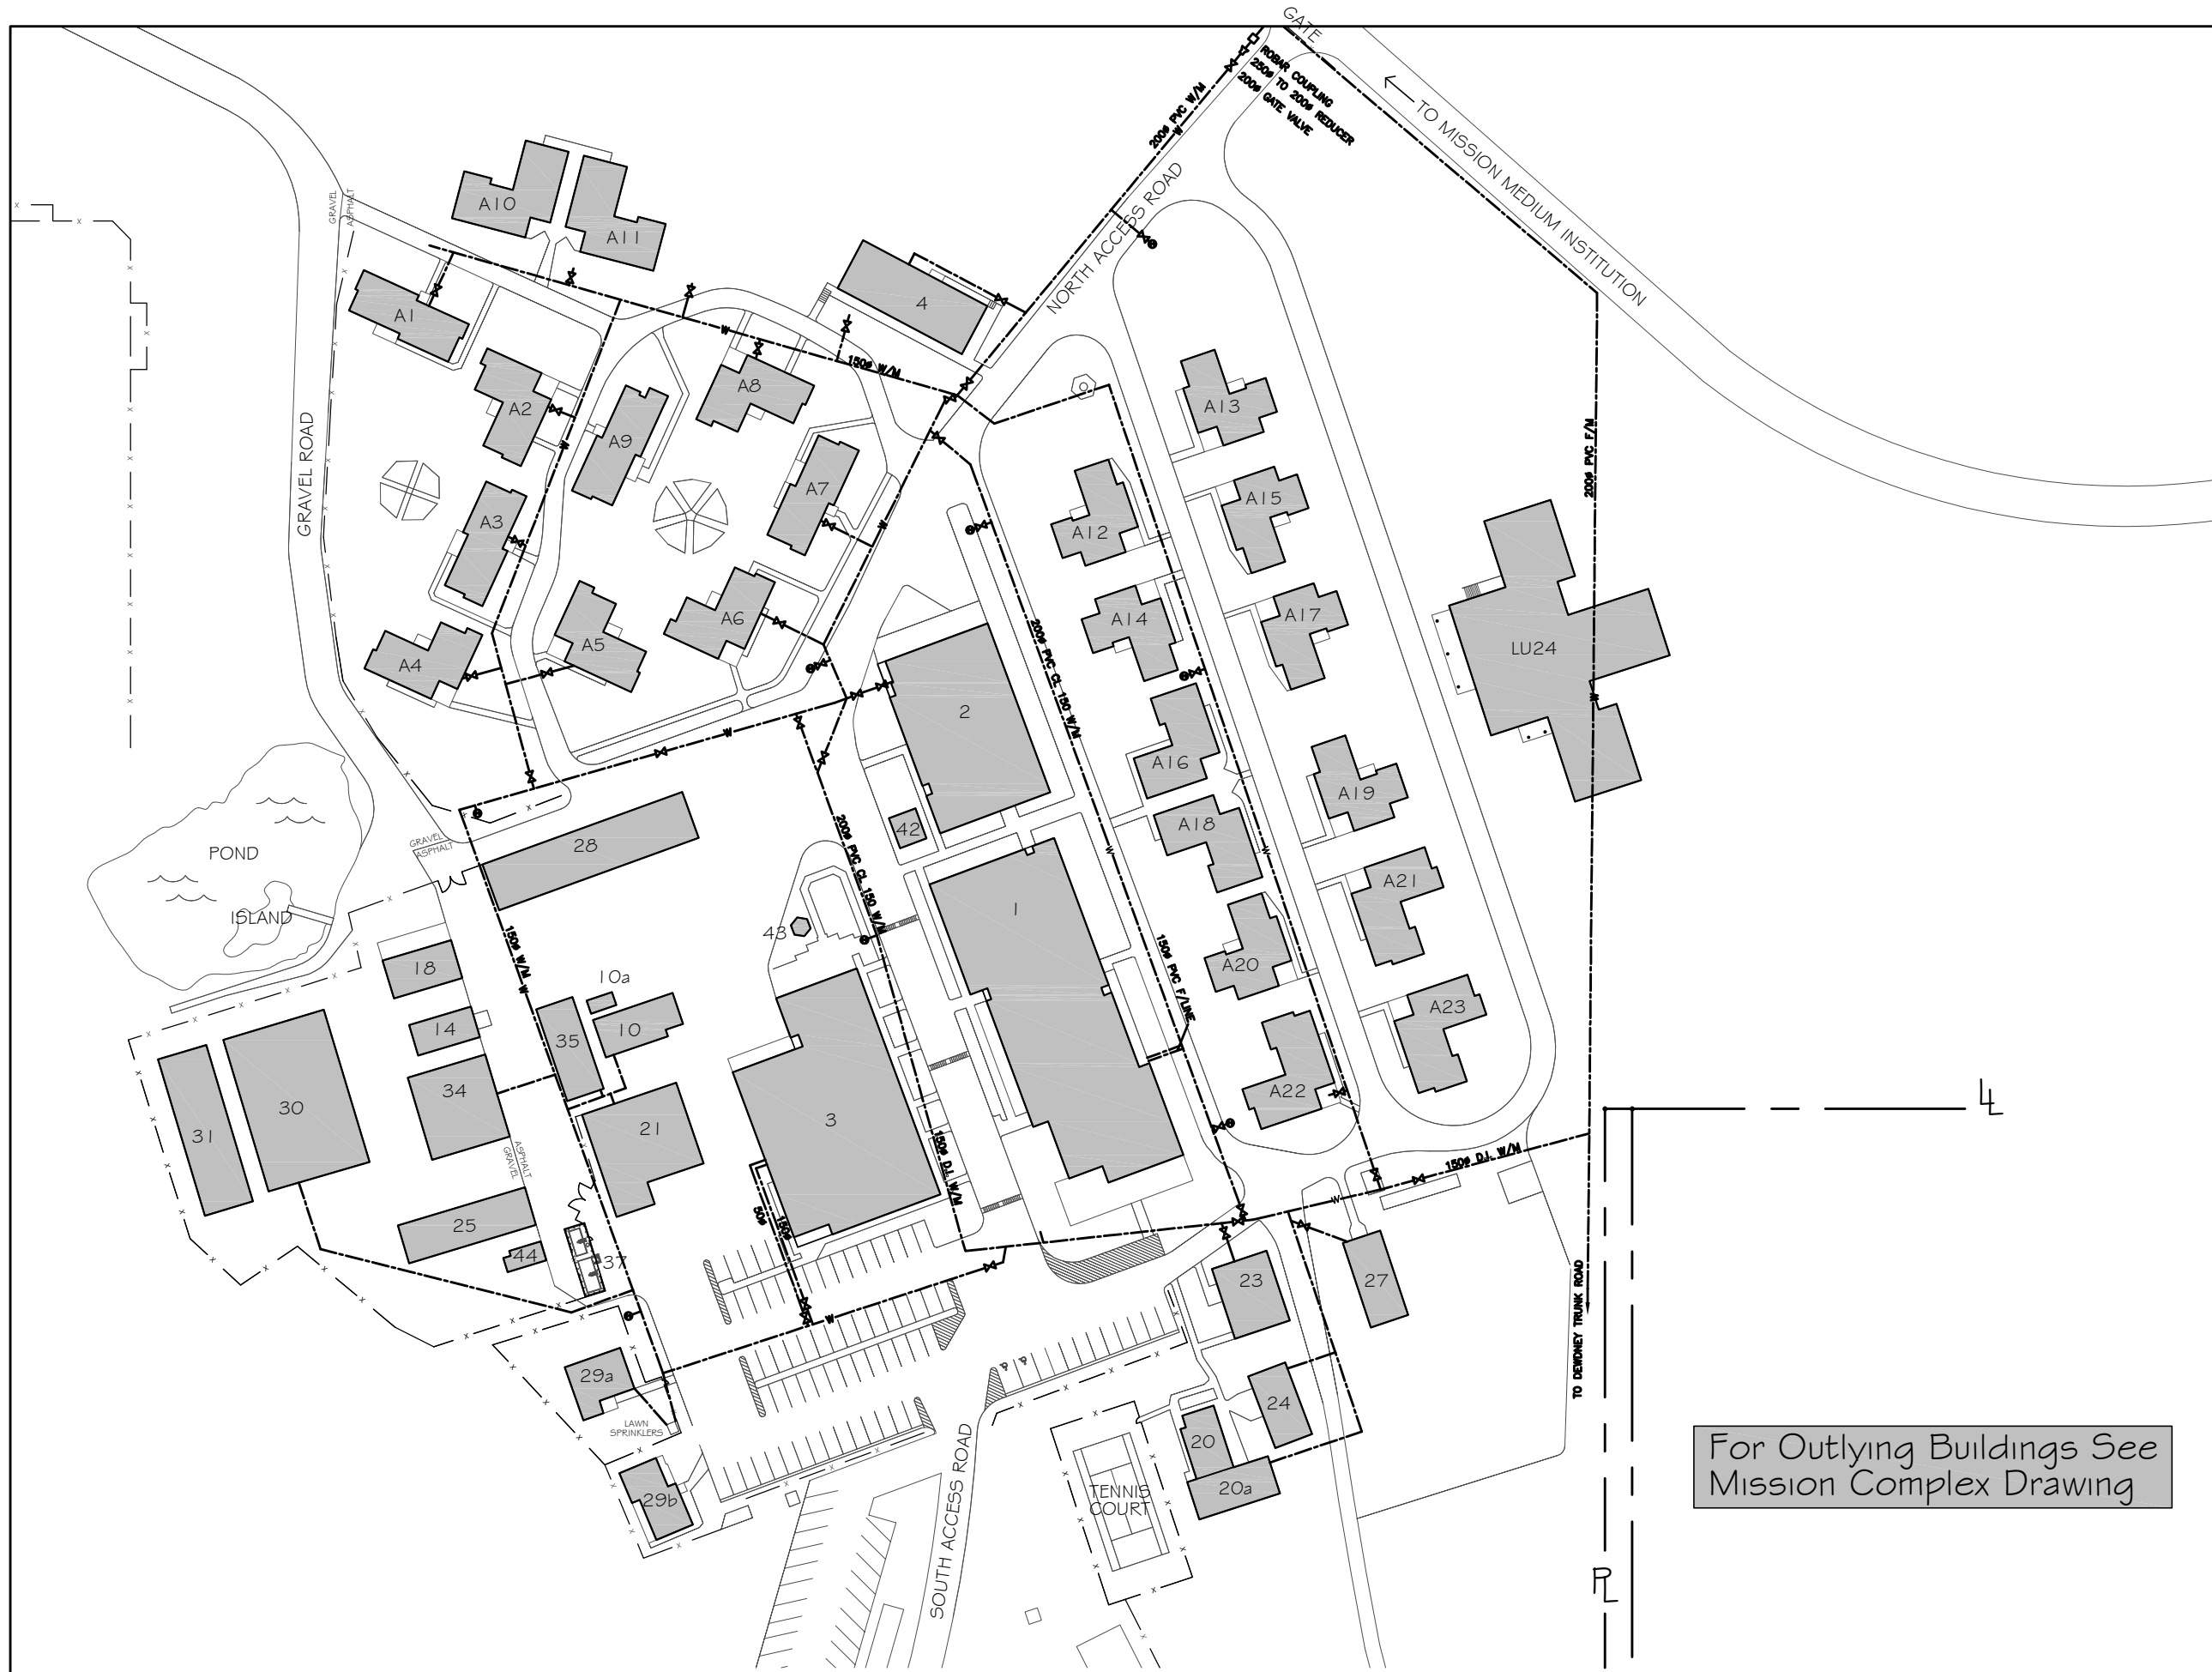 GATE
ROBAR COUPLING
250ø TO 200ø REDUCER
200ø GATE VALVE
200ø PVC W/M
W
TO MISSION MEDIUM INSTITUTION
NORTH ACCESS ROAD
GRAVEL
ASPHALT
A10
A11
A1
4
W
150ø W/M
A2
A8
A9
A13
GRAVEL ROAD
W
200ø PVC F/M
A7
A15
A3
W
A12
A6
A5
A14
A17
LU24
A4
200ø PVC CL 150 W/M
2
W
W
A16
A19
A18
42
28
GRAVEL
ASPHALT
POND
ISLAND
200ø PVC CL 150 W/M
W
W
A21
1
43
150ø W/M
W
18
10a
A20
150ø PVC F/LINE
A23
14
10
35
34
30
31
21
3
A22
ASPHALT
GRAVEL
150ø D.I. W/M
150ø D.I. W/M
W
25
44
37
50ø
150ø
W
23
27
TO DEWDNEY TRUNK ROAD
29a
24
LAWN
SPRINKLERS
20
29b
20a
TENNIS
COURT
SOUTH ACCESS ROAD
LL
PL
For Outlying Buildings See
Mission Complex Drawing